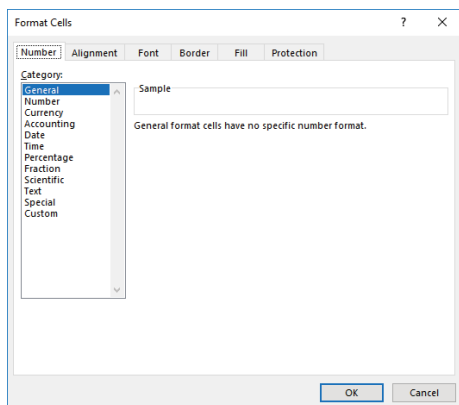 Format Cells ? ×
Number Alignment Font Border Fill Protection
Category:
General
Number
Currency
Accounting
Date
Time
Percentage
Fraction
Scientific
Text
Special
Custom
Sample
General format cells have no specific number format.
OK Cancel